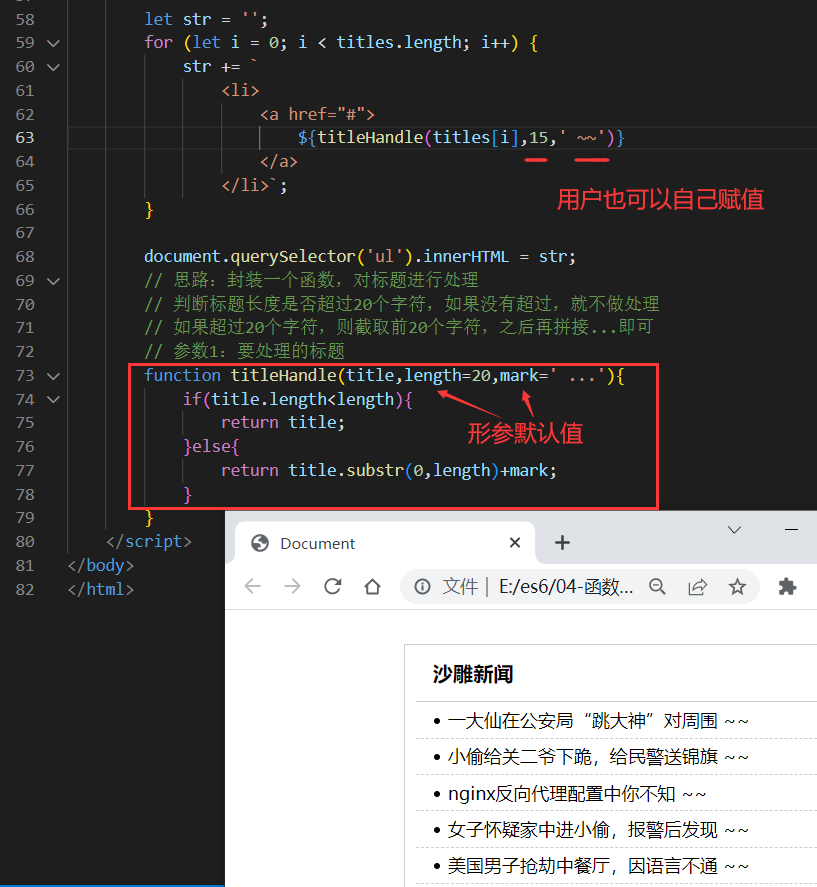 58 let str = '';
59 for (let i = 0; i < titles.length; i++) {
60 str += `
61 <li>
62 <a href="#">
63 ${titleHandle(titles[i],15,' ~~')}
64 </a>
65 </li>`;
用户也可以自己赋值
66 }
67
68 document.querySelector('ul').innerHTML = str;
69 // 思路：封装一个函数，对标题进行处理
70 // 判断标题长度是否超过20个字符，如果没有超过，就不做处理
71 // 如果超过20个字符，则截取前20个字符，之后再拼接...即可
72 // 参数1：要处理的标题
73 function titleHandle(title,length=20,mark=' ...'){
74 if(title.length<length){
75 return title;
形参默认值
76 }else{
77 return title.substr(0,length)+mark;
78 }
79 }
80 </script>
81 </body>
82 </html>
Document
文件 | E:/es6/04-函数...
沙雕新闻
• 一大仙在公安局“跳大神”对周围 ~~
• 小偷给关二爷下跪，给民警送锦旗 ~~
• nginx反向代理配置中你不知 ~~
• 女子怀疑家中进小偷，报警后发现 ~~
• 美国男子抢劫中餐厅，因语言不通 ~~